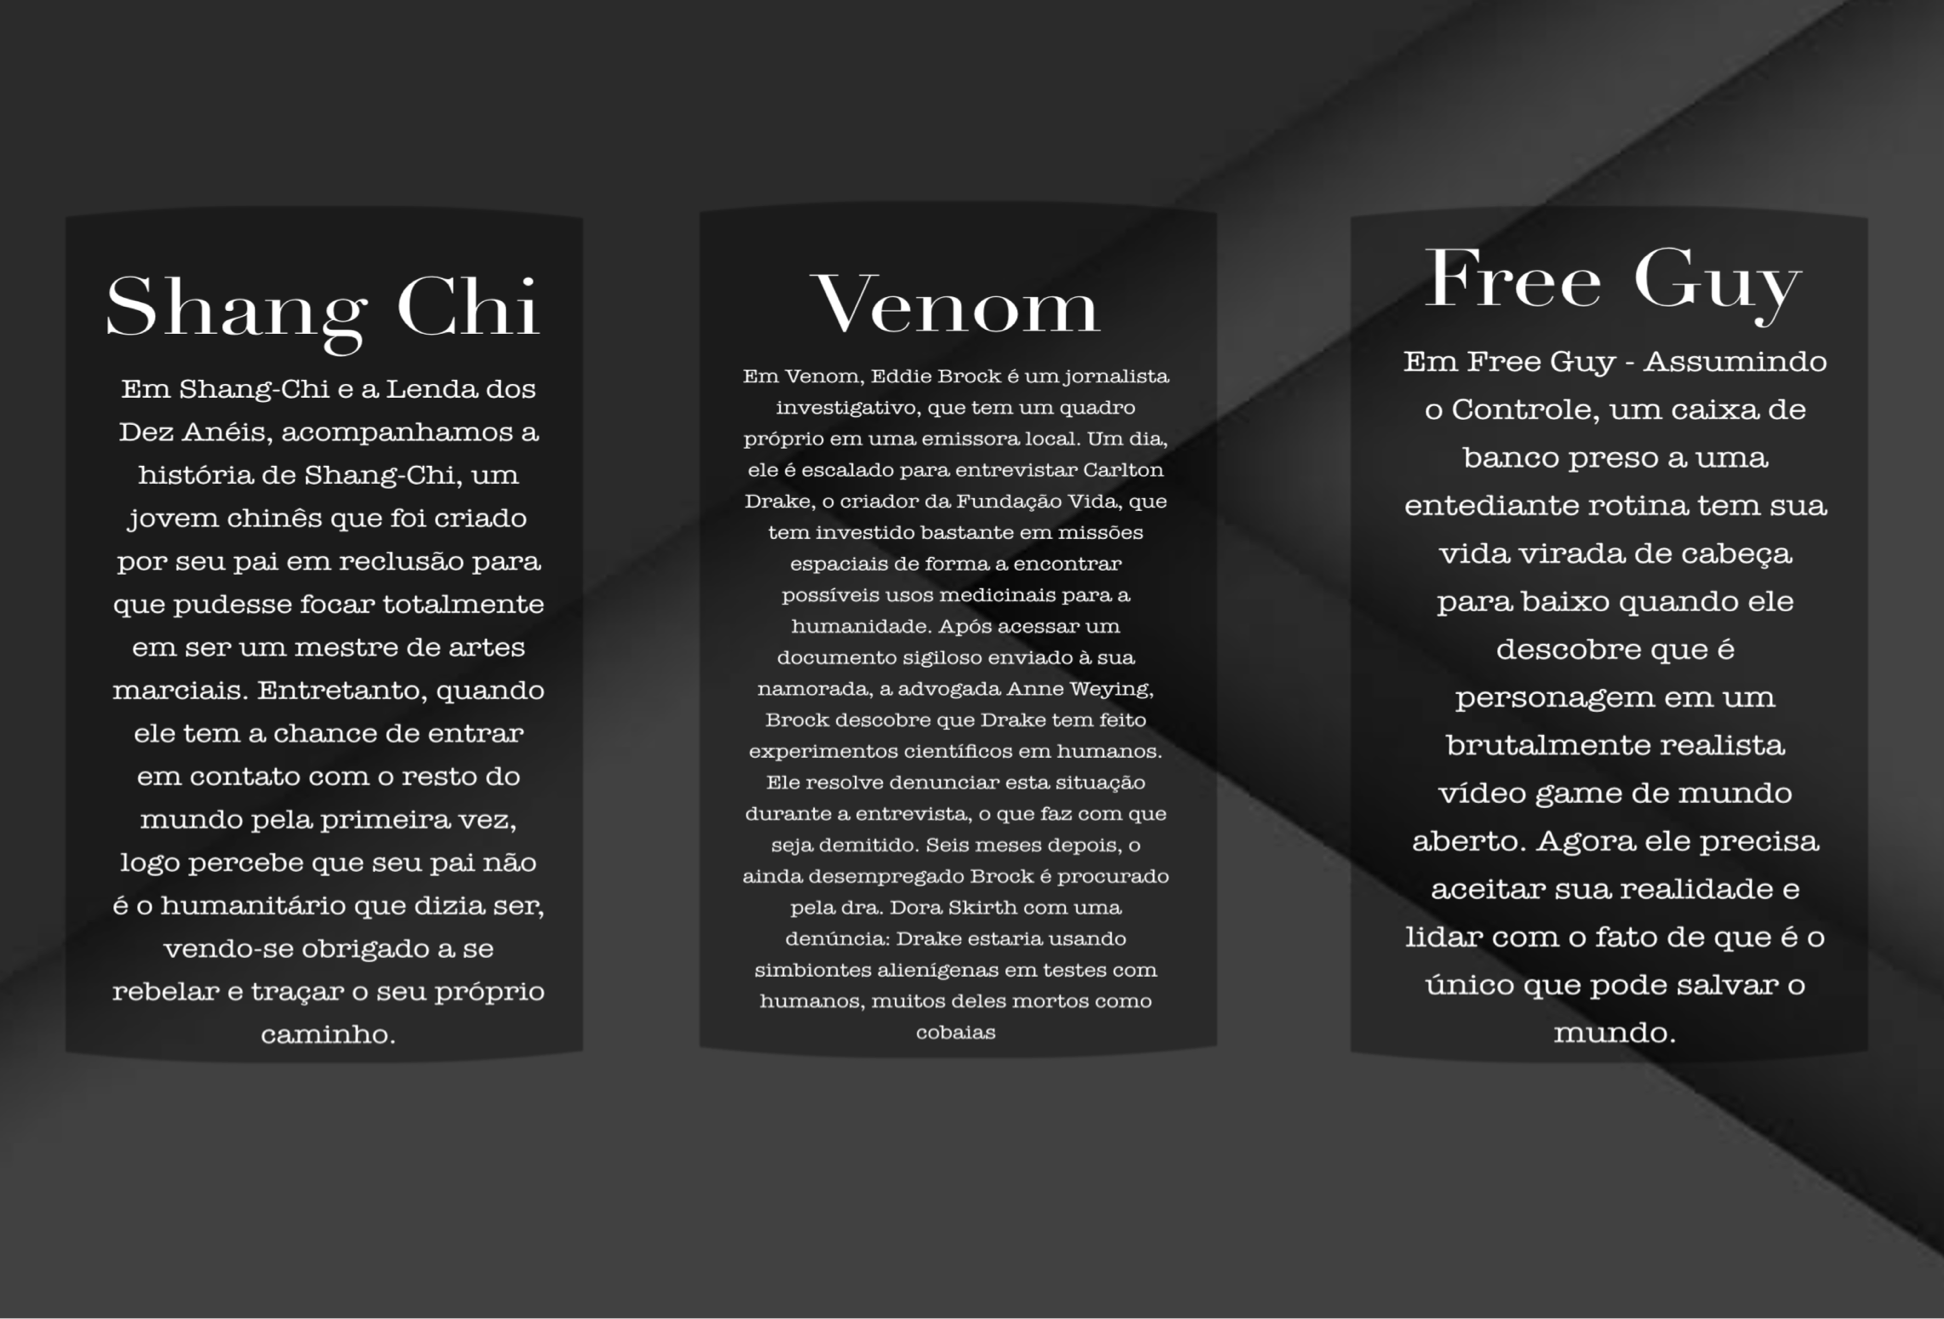 Shang Chi
Em Shang-Chi e a Lenda dos
Dez Anéis, acompanhamos a
história de Shang-Chi, um
jovem chinês que foi criado
por seu pai em reclusão para
que pudesse focar totalmente
em ser um mestre de artes
marciais. Entretanto, quando
ele tem a chance de entrar
em contato com o resto do
mundo pela primeira vez,
logo percebe que seu pai não
é o humanitário que dizia ser,
vendo-se obrigado a se
rebelar e traçar o seu próprio
caminho.
Venom
Em Venom, Eddie Brock é um jornalista
investigativo, que tem um quadro
próprio em uma emissora local. Um dia,
ele é escalado para entrevistar Carlton
Drake, o criador da Fundação Vida, que
tem investido bastante em missões
espaciais de forma a encontrar
possíveis usos medicinais para a
humanidade. Após acessar um
documento sigiloso enviado à sua
namorada, a advogada Anne Weying,
Brock descobre que Drake tem feito
experimentos científicos em humanos.
Ele resolve denunciar esta situação
durante a entrevista, o que faz com que
seja demitido. Seis meses depois, o
ainda desempregado Brock é procurado
pela dra. Dora Skirth com uma
denúncia: Drake estaria usando
simbiontes alienígenas em testes com
humanos, muitos deles mortos como
cobaias
Free Guy
Em Free Guy - Assumindo
o Controle, um caixa de
banco preso a uma
entediante rotina tem sua
vida virada de cabeça
para baixo quando ele
descobre que é
personagem em um
brutalmente realista
vídeo game de mundo
aberto. Agora ele precisa
aceitar sua realidade e
lidar com o fato de que é o
único que pode salvar o
mundo.